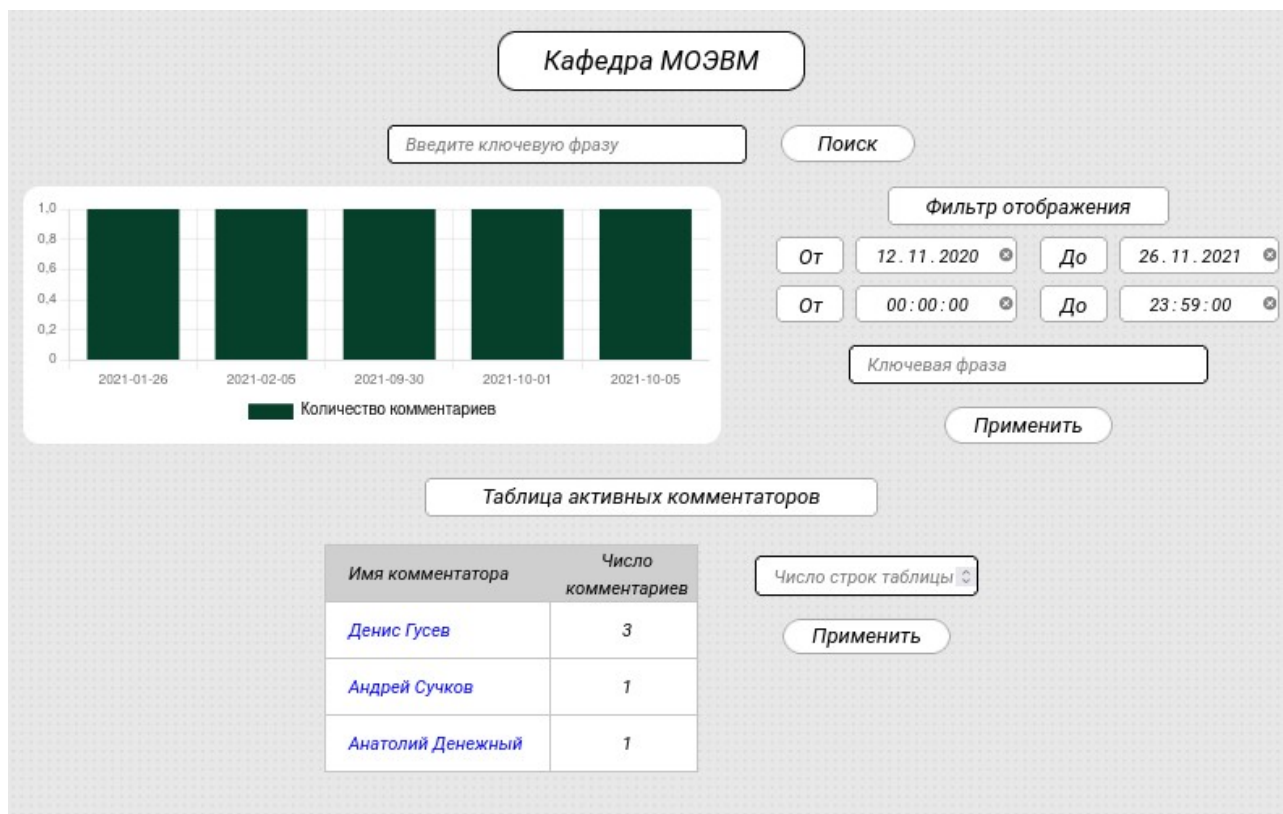 Кафедра МОЭВМ
Введите ключевую фразу
Поиск
1,0
0,8
0,6
0,4
0,2
0
2021-01-26 2021-02-05 2021-09-30 2021-10-01 2021-10-05
Количество комментариев
Фильтр отображения
От 12.11.2020 До 26.11.2021
От 00:00:00 До 23:59:00
Ключевая фраза
Применить
Таблица активных комментаторов
Имя комментатора Число
комментариев
Денис Гусев 3
Андрей Сучков 1
Анатолий Денежный 1
Число строк таблицы
Применить